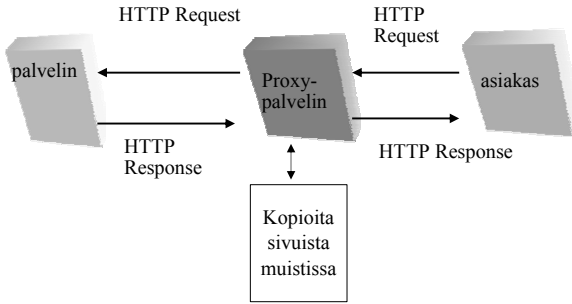 HTTP Request
HTTP
Request
palvelin
Proxy-
palvelin
asiakas
HTTP
Response
HTTP Response
Kopioita
sivuista
muistissa